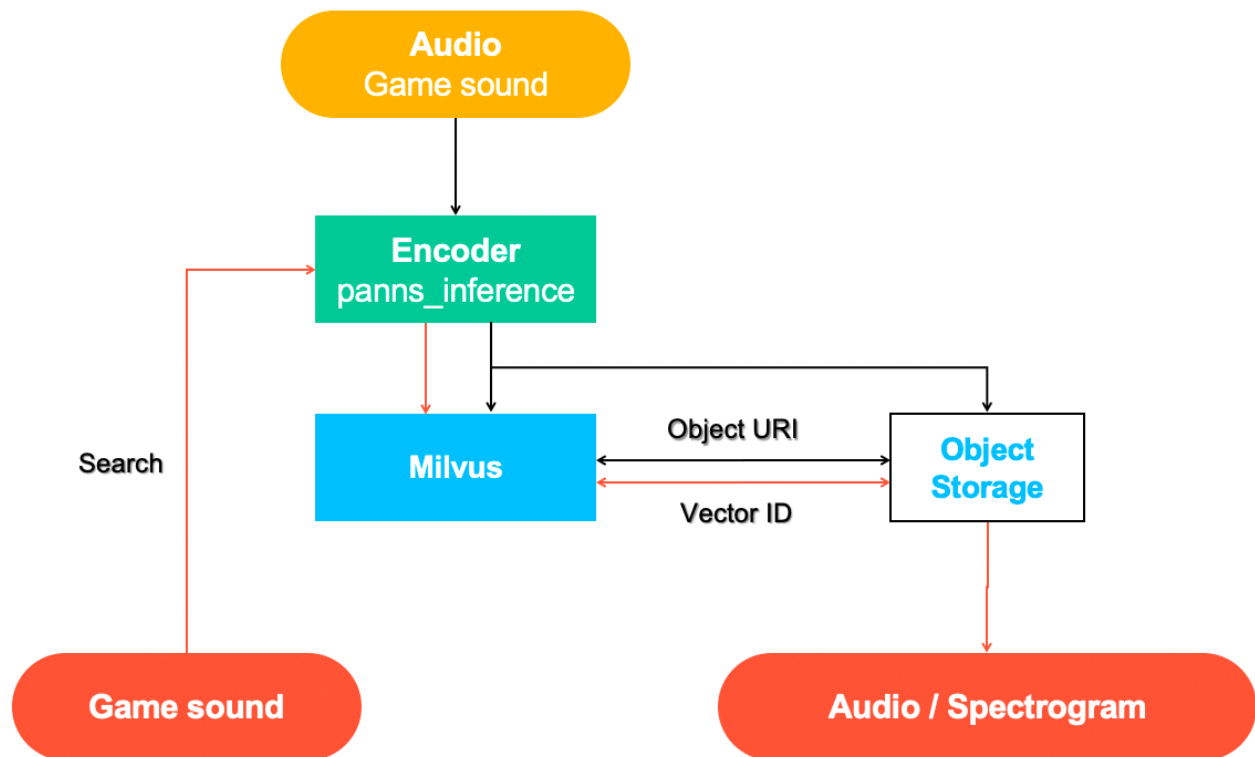 Audio
Game sound
Encoder
panns_inference
Search
Milvus
Object URI
Vector ID
Object
Storage
Game sound
Audio / Spectrogram